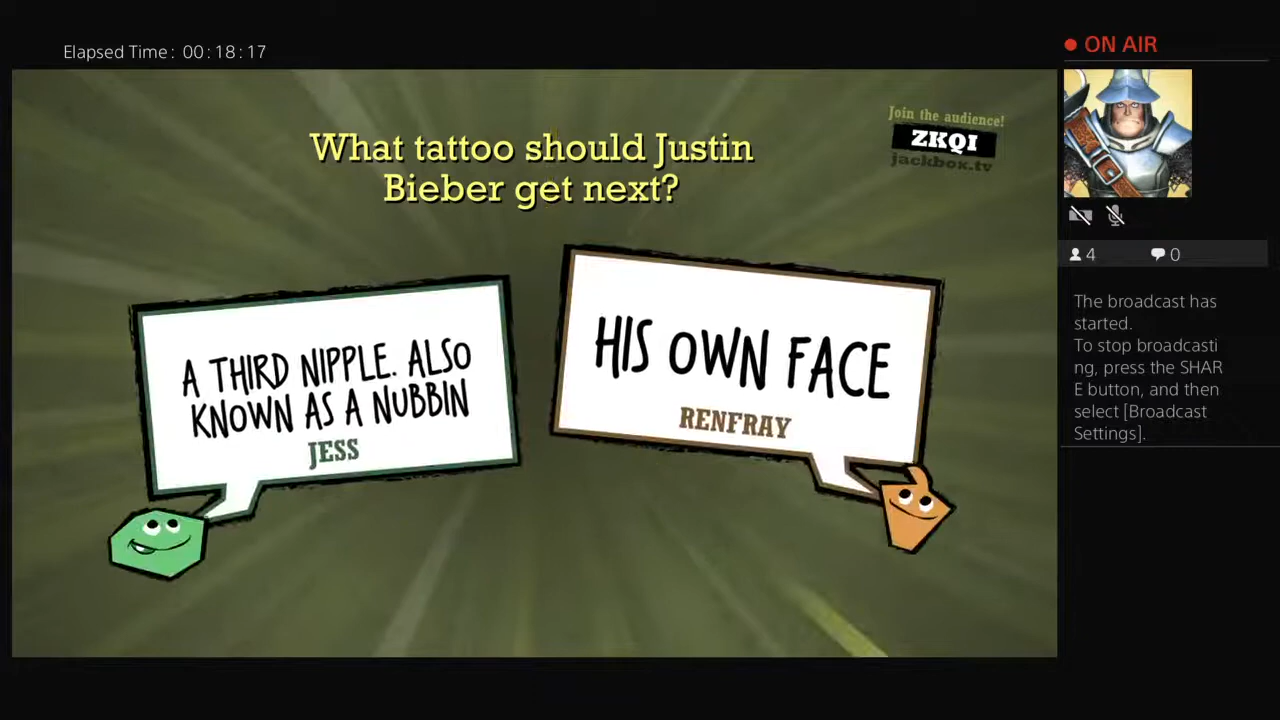 Elapsed Time: 00:18:17
ON AIR
What tattoo should Justin
Bieber get next?
Join the audience!
ZKQI
jackbox.tv
A THIRD NIPPLE. ALSO
KNOWN AS A NUBBIN
JESS
HIS OWN FACE
RENFRAY
4
0
The broadcast has
started.
To stop broadcasti
ng, press the SHAR
E button, and then
select [Broadcast
Settings].